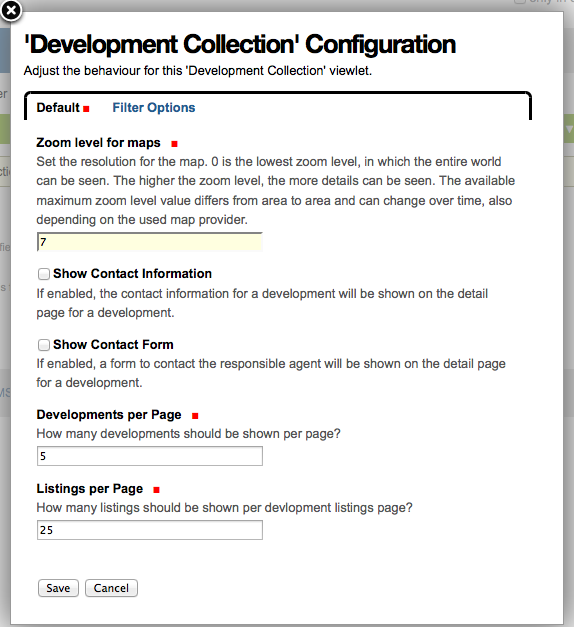 only in
'Development Collection' Configuration
Adjust the behaviour for this 'Development Collection' viewlet.
Default
Filter Options
Zoom level for maps
Set the resolution for the map. 0 is the lowest zoom level, in which the entire world
can be seen. The higher the zoom level, the more details can be seen. The available
maximum zoom level value differs from area to area and can change over time, also
depending on the used map provider.
7
Show Contact Information
If enabled, the contact information for a development will be shown on the detail
page for a development.
Show Contact Form
If enabled, a form to contact the responsible agent will be shown on the detail page
for a development.
Developments per Page
How many developments should be shown per page?
5
Listings per Page
How many listings should be shown per devlopment listings page?
25
Save Cancel